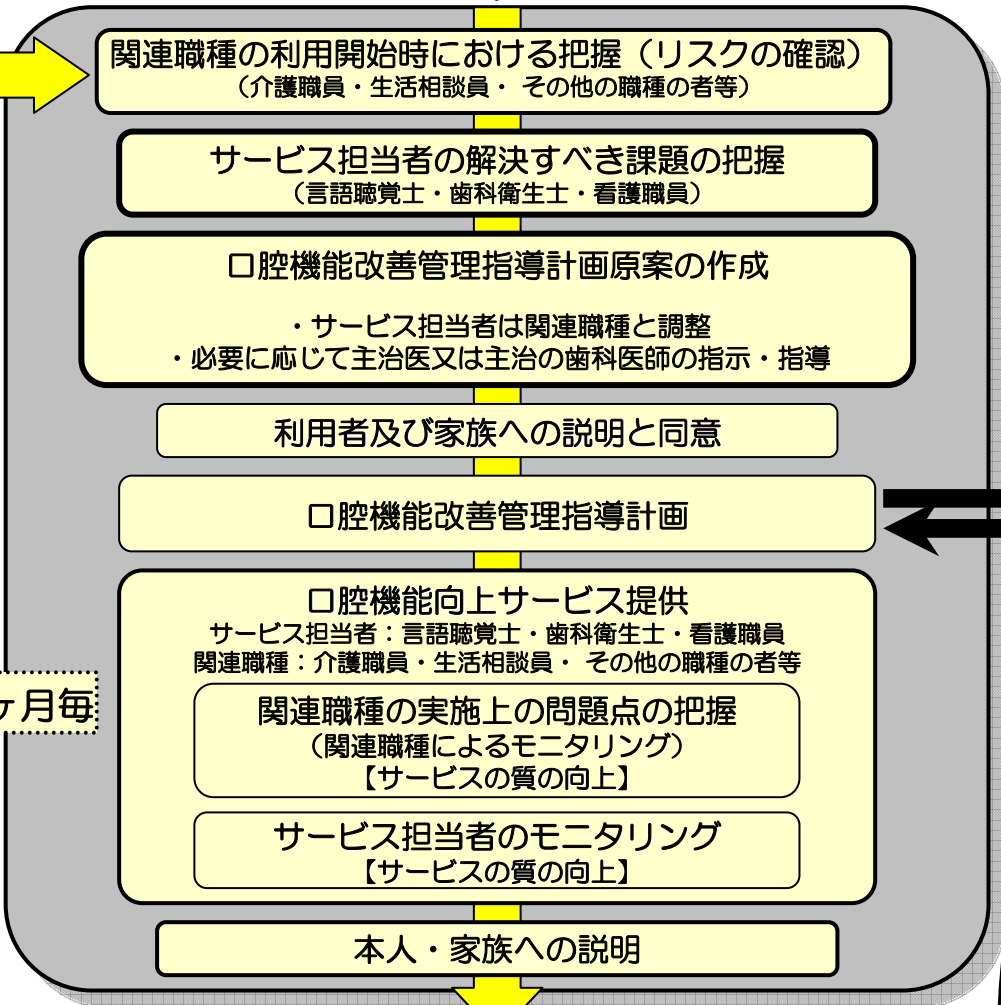 関連職種の利用開始時における把握（リスクの確認）
（介護職員・生活相談員・ その他の職種の者等）
サービス担当者の解決すべき課題の把握
（言語聴覚士・歯科衛生士・看護職員）
口腔機能改善管理指導計画原案の作成
・サービス担当者は関連職種と調整
・必要に応じて主治医又は主治の歯科医師の指示・指導
利用者及び家族への説明と同意
口腔機能改善管理指導計画
口腔機能向上サービス提供
サービス担当者：言語聴覚士・歯科衛生士・看護職員
関連職種：介護職員・生活相談員・ その他の職種の者等
ヶ月毎
関連職種の実施上の問題点の把握
（関連職種によるモニタリング）
【サービスの質の向上】
サービス担当者のモニタリング
【サービスの質の向上】
本人・家族への説明